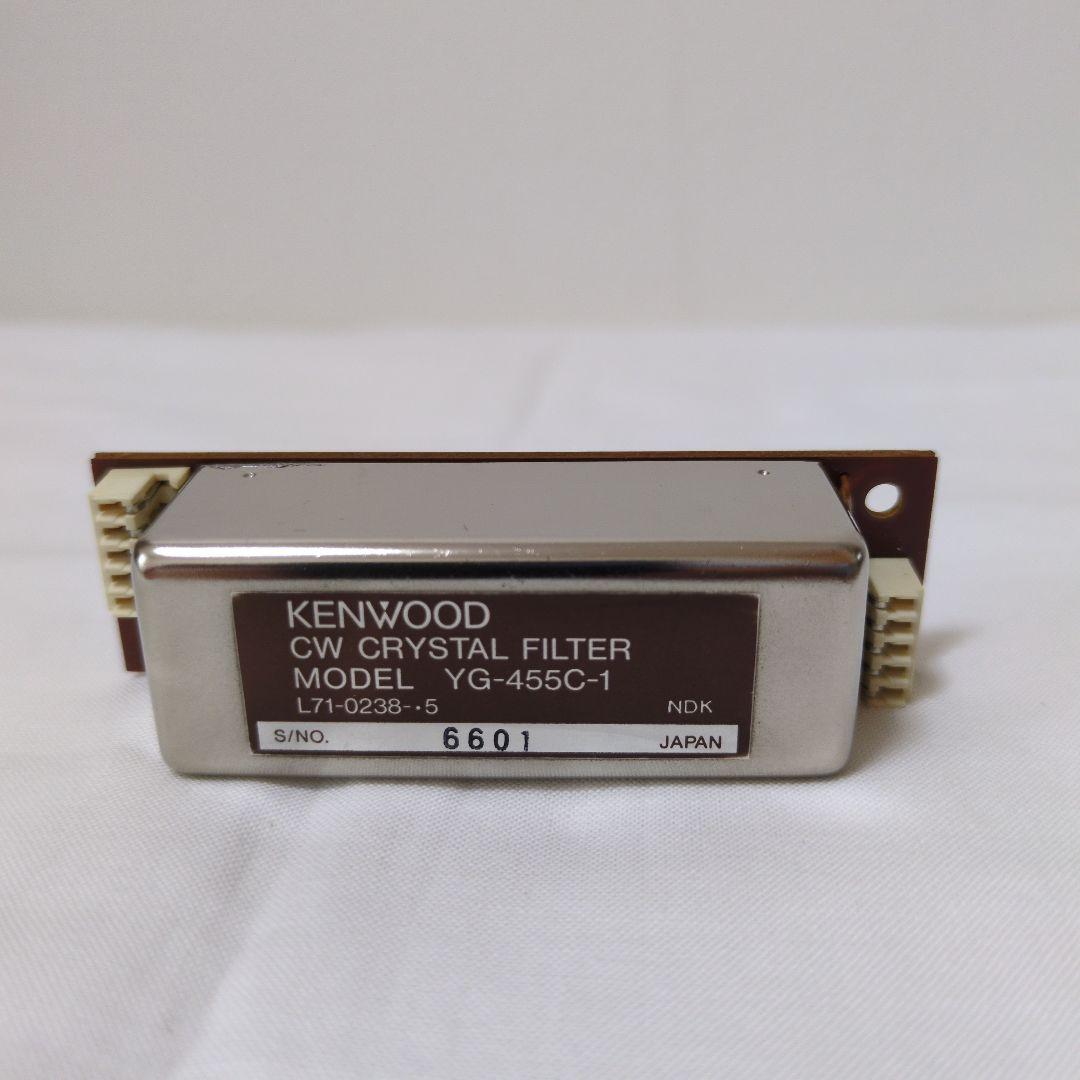 KENWOOD
CW CRYSTAL FILTER
MODEL YG-455C-1
L71-0238-·5 NDK
S/NO. 6601 JAPAN